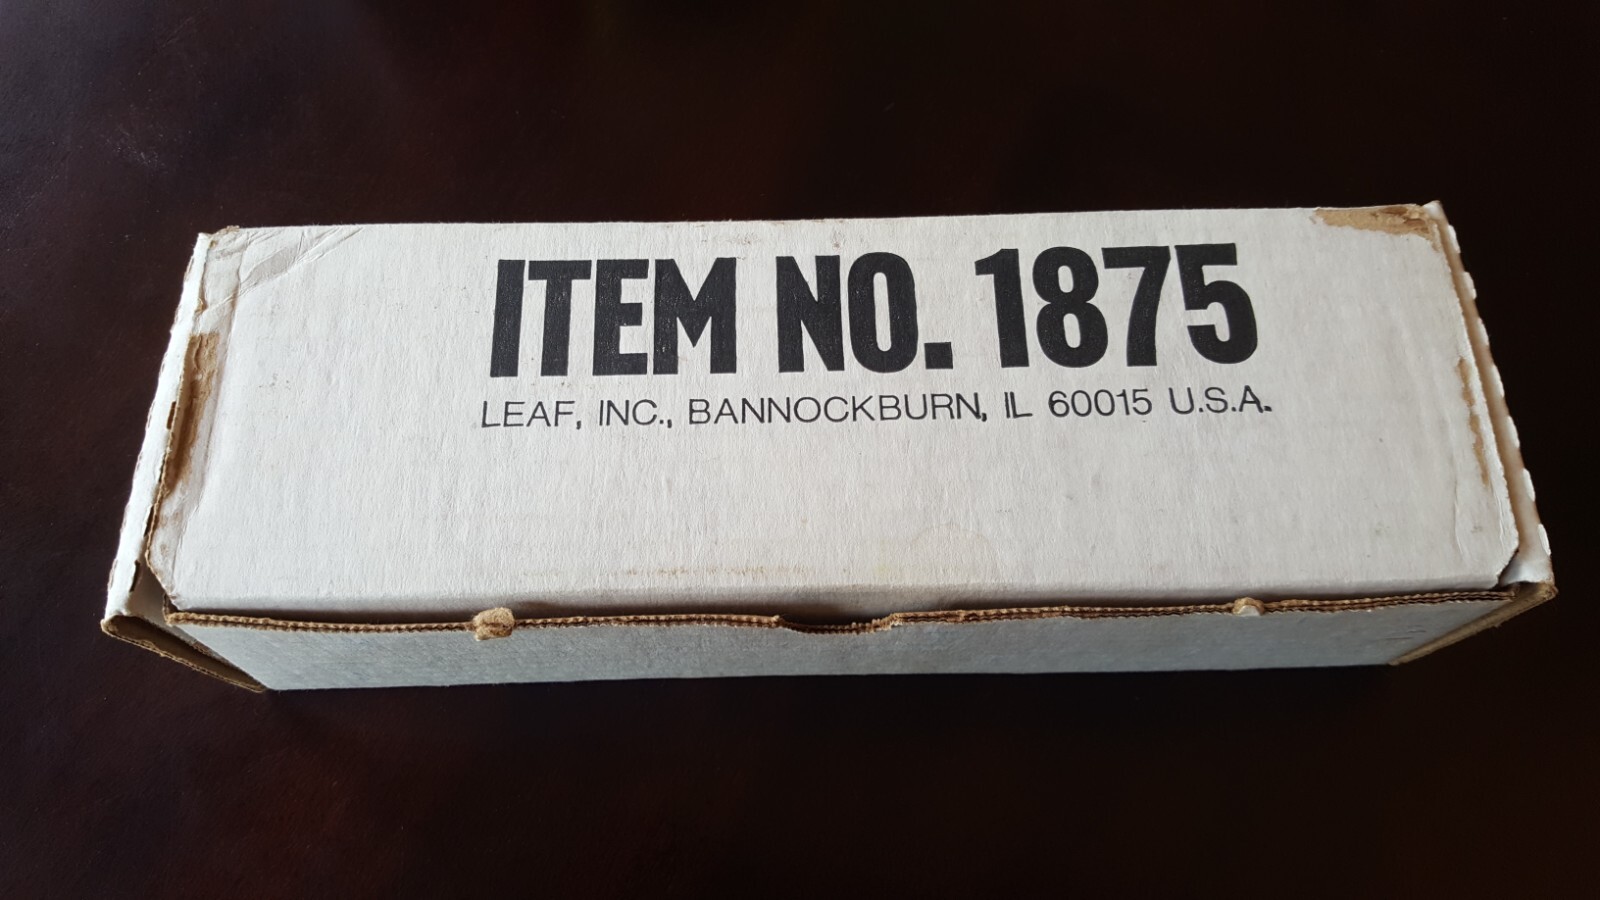 ITEM NO. 1875
LEAF, INC., BANNOCKBURN, IL 60015 U.S.A.